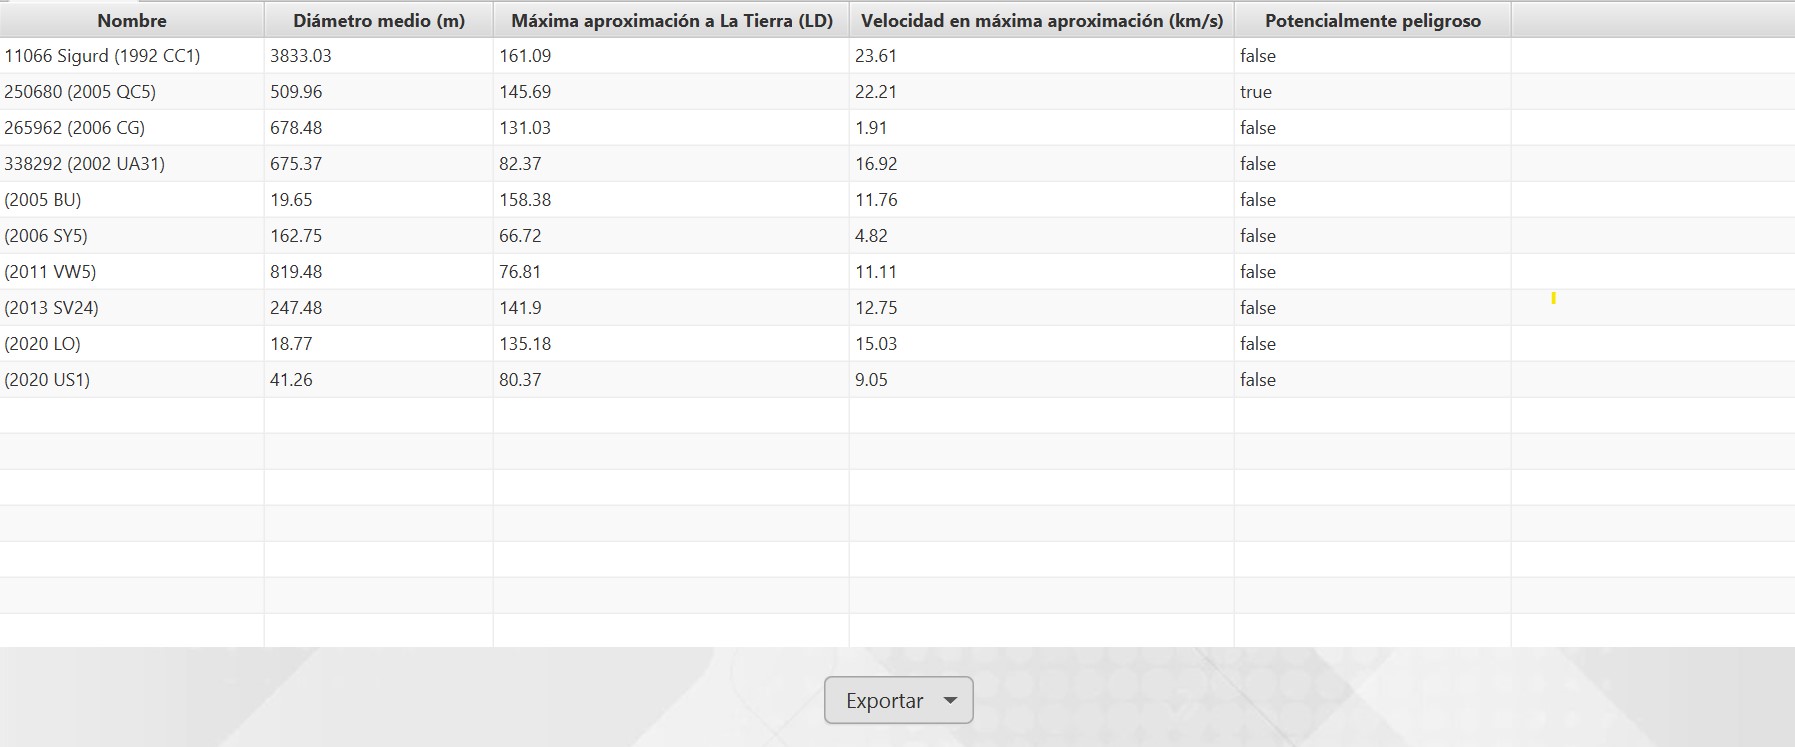 Nombre Diámetro medio (m) Máxima aproximación a La Tierra (LD) Velocidad en máxima aproximación (km/s) Potencialmente peligroso
11066 Sigurd (1992 CC1) 3833.03 161.09 23.61 false
250680 (2005 QC5) 509.96 145.69 22.21 true
265962 (2006 CG) 678.48 131.03 1.91 false
338292 (2002 UA31) 675.37 82.37 16.92 false
(2005 BU) 19.65 158.38 11.76 false
(2006 SY5) 162.75 66.72 4.82 false
(2011 VW5) 819.48 76.81 11.11 false
(2013 SV24) 247.48 141.9 12.75 false
(2020 LO) 18.77 135.18 15.03 false
(2020 US1) 41.26 80.37 9.05 false
Exportar